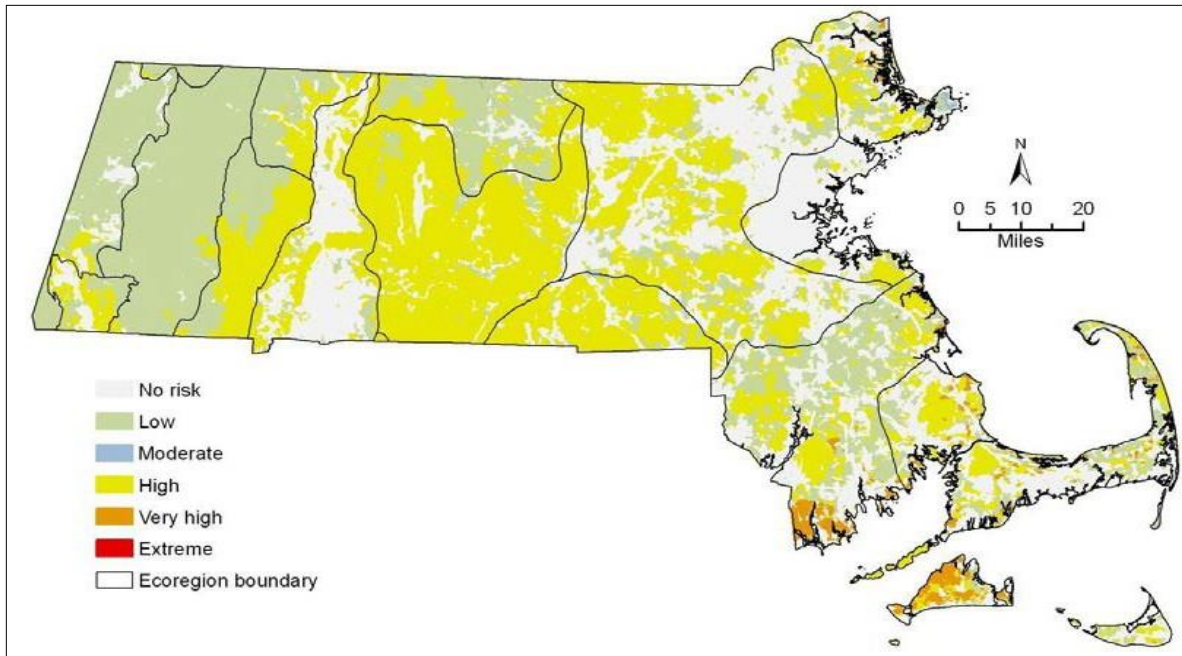 N
0 5 10 20
Miles
No risk
Low
Moderate
High
Very high
Extreme
Ecoregion boundary